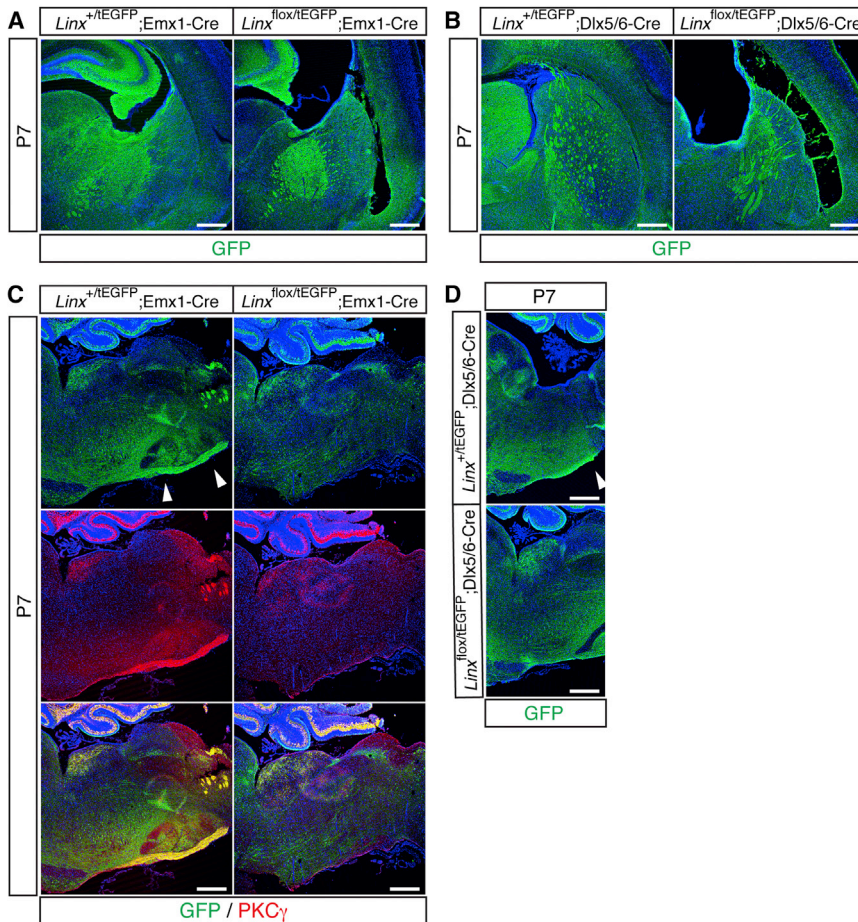 A
Linx+/tEGFP;Emx1-Cre
Linxflox/tEGFP;Emx1-Cre
P7
GFP
B
Linx+/tEGFP;Dlx5/6-Cre
Linxflox/tEGFP;Dlx5/6-Cre
GFP
C
Linx+/tEGFP;Emx1-Cre
Linxflox/tEGFP;Emx1-Cre
P7
GFP / PKCγ
D
P7
Linx+/tEGFP;Dlx5/6-Cre
Linxflox/tEGFP;Dlx5/6-Cre
GFP